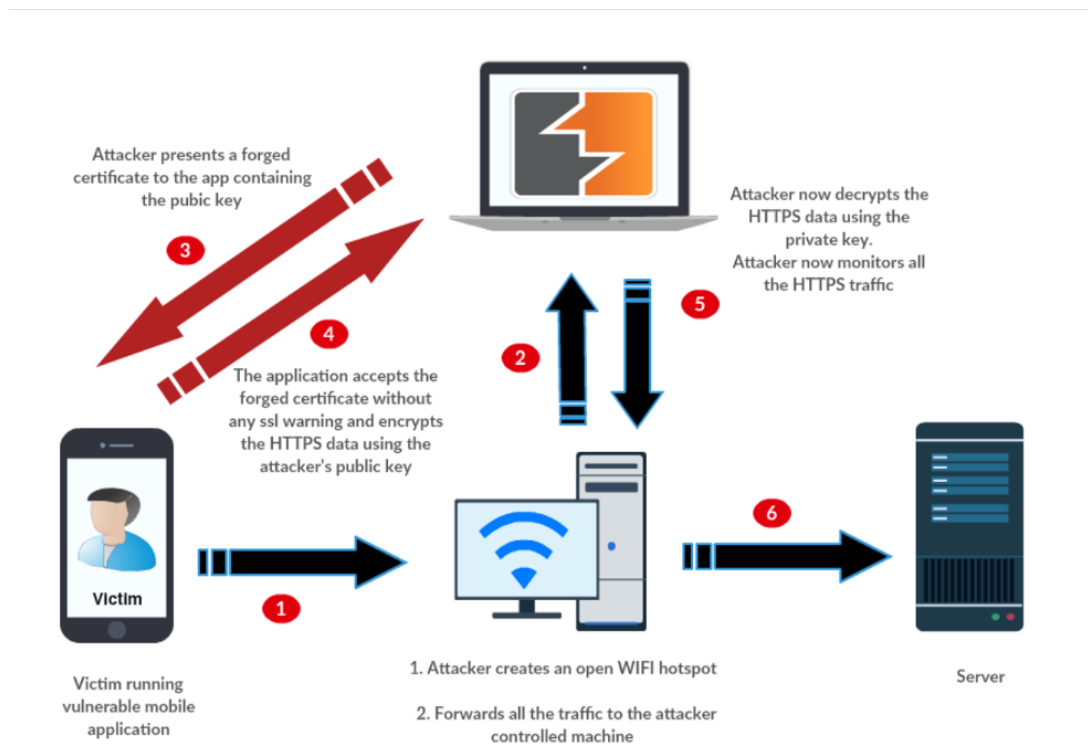 Attacker presents a forged
certificate to the app containing
the pubic key
3
4
The application accepts the
forged certificate without
any ssl warning and encrypts
the HTTPS data using the
attacker's public key
Attacker now decrypts the
HTTPS data using the
private key.
Attacker now monitors all
the HTTPS traffic
2
5
Victim
1
6
Victim running
vulnerable mobile
application
1. Attacker creates an open WIFI hotspot
2. Forwards all the traffic to the attacker
controlled machine
Server